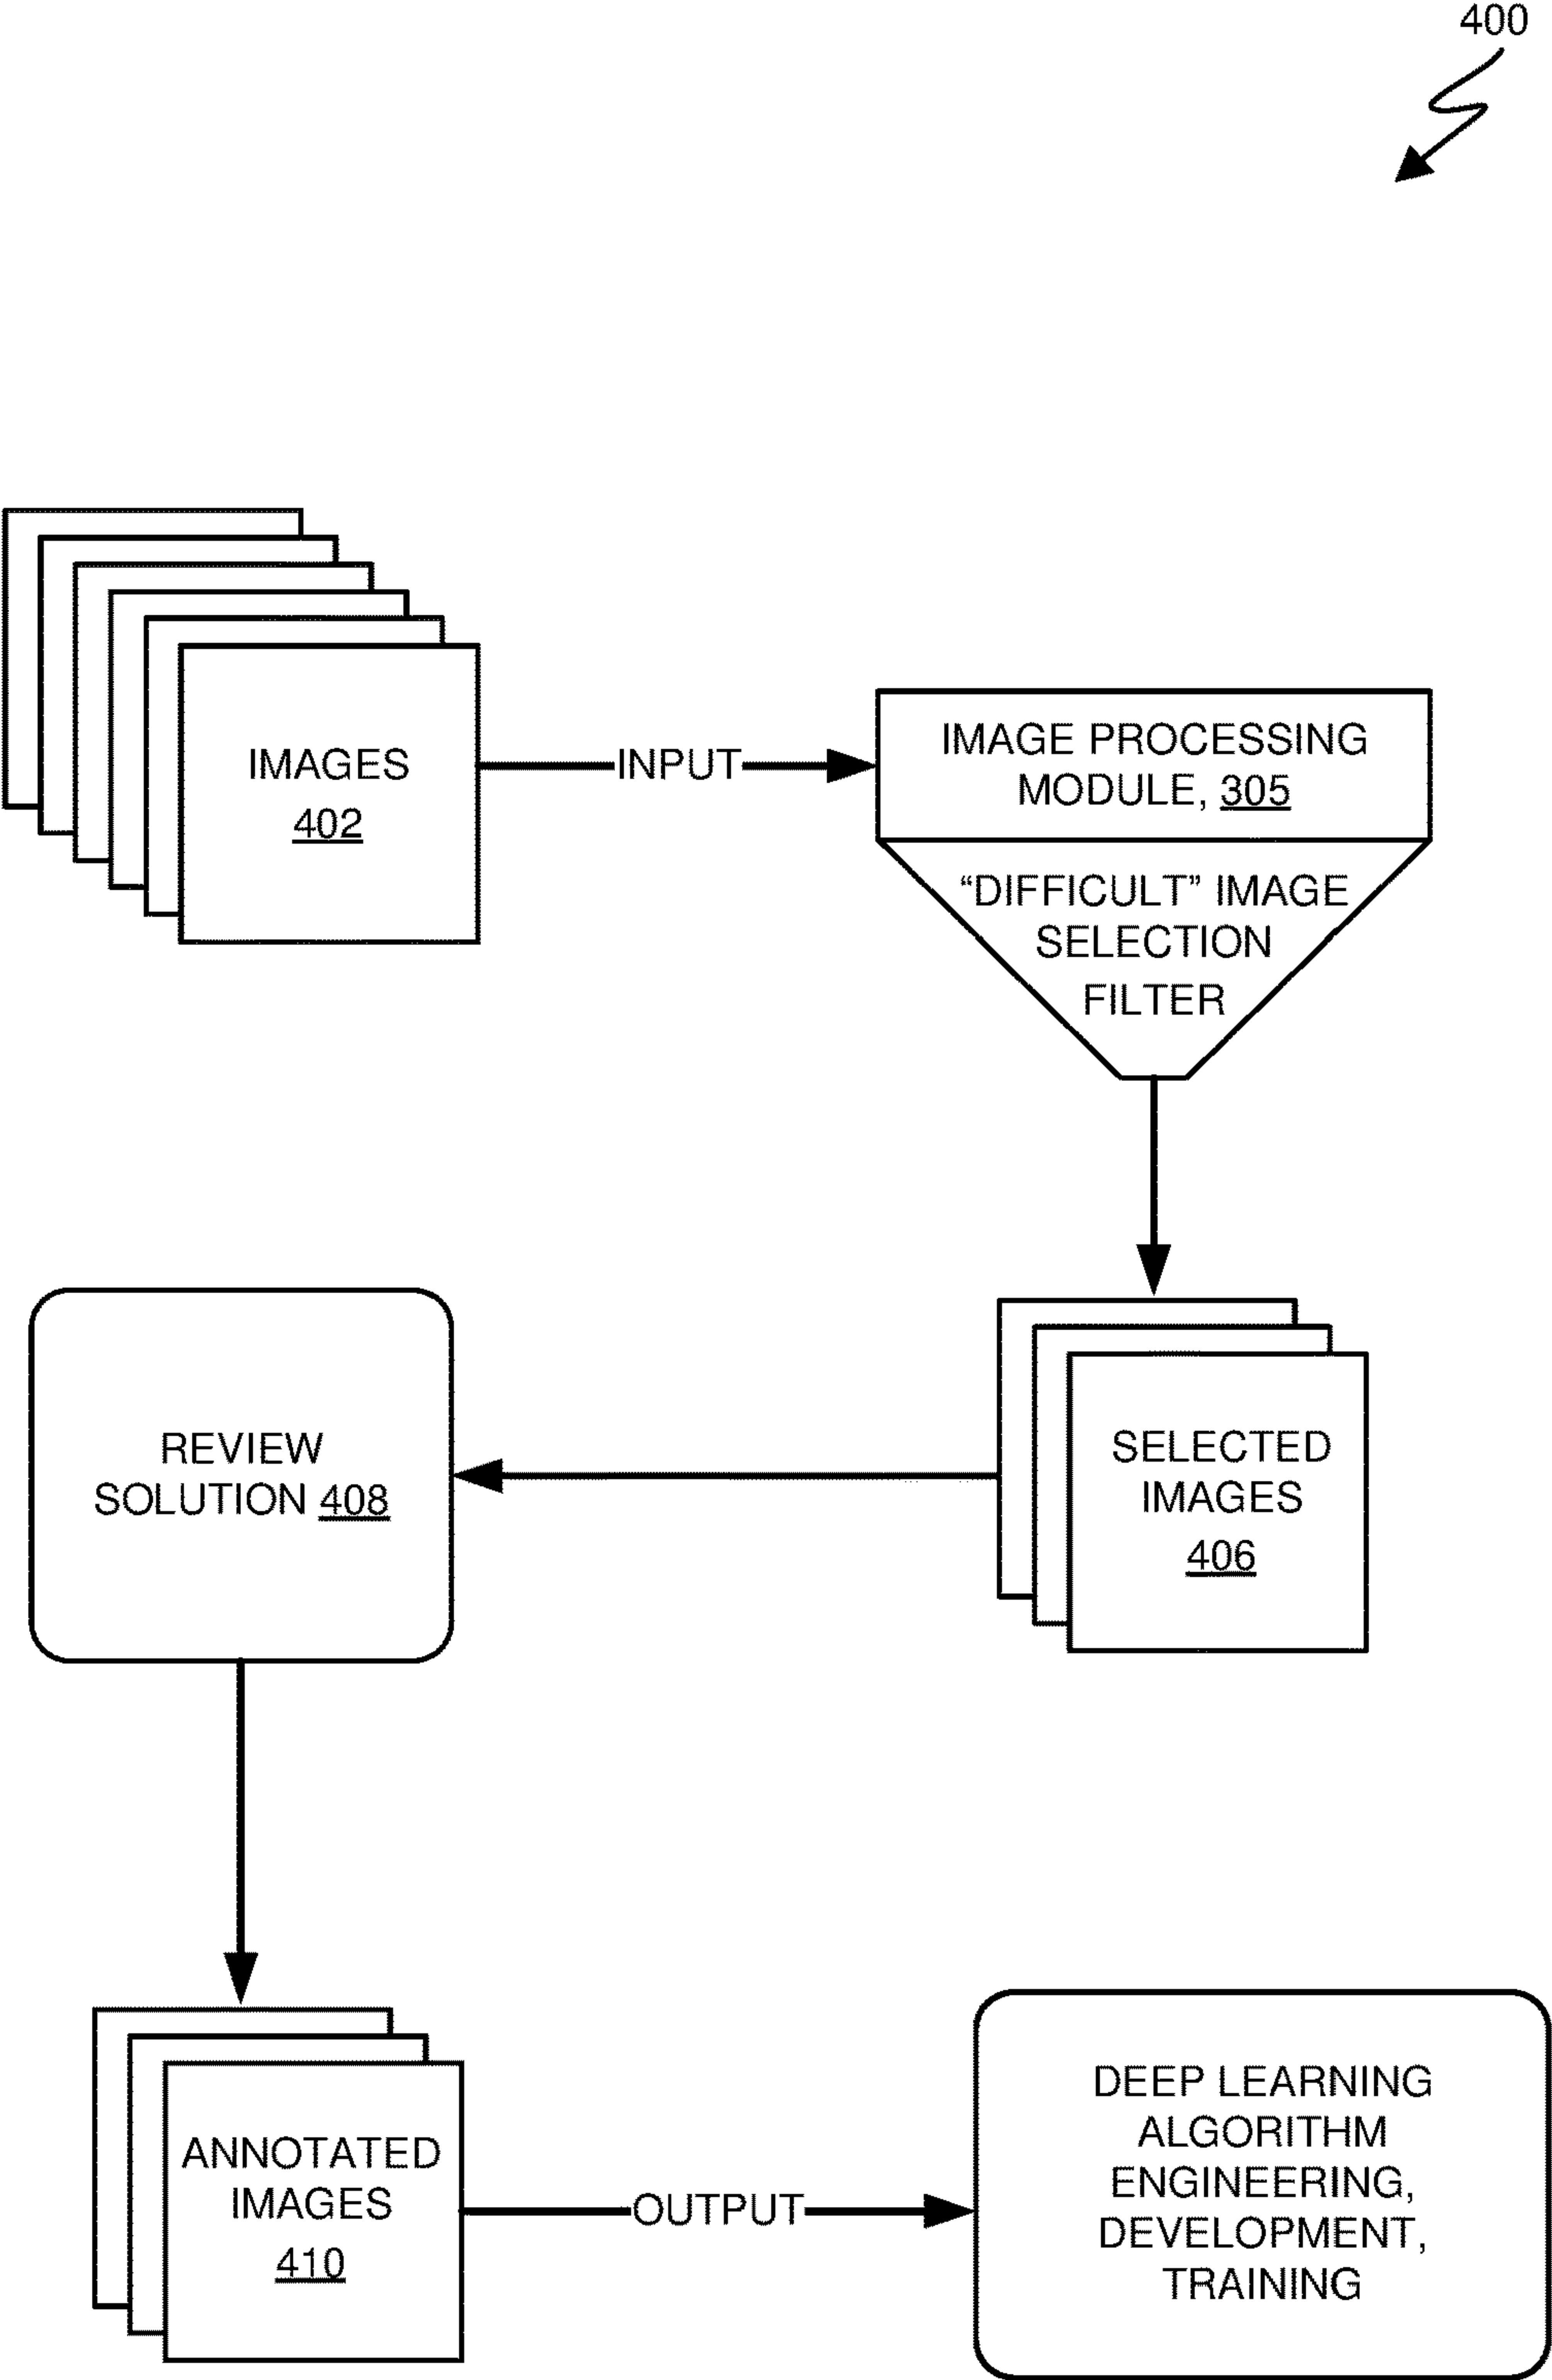 400
IMAGES
402
INPUT
IMAGE PROCESSING
MODULE, 305
“DIFFICULT” IMAGE
SELECTION
FILTER
SELECTED
IMAGES
406
REVIEW
SOLUTION 408
ANNOTATED
IMAGES
410
OUTPUT
DEEP LEARNING
ALGORITHM
ENGINEERING,
DEVELOPMENT,
TRAINING